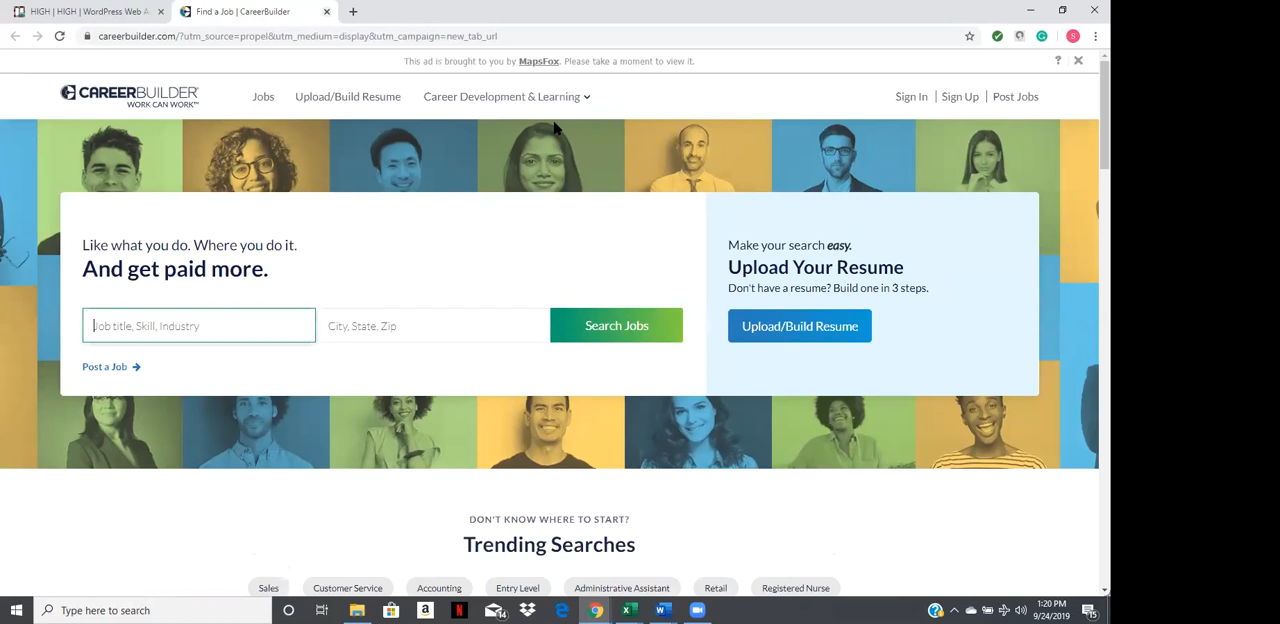 HIGH | HIGH | WordPress Web A
Find a Job | CareerBuilder
careerbuilder.com/?utm_source=propel&utm_medium=display&utm_campaign=new_tab_url
S
This ad is brought to you by MapsFox. Please take a moment to view it.
CAREERBUILDER
WORK CAN WORK™
Jobs
Upload/Build Resume
Career Development & Learning
Sign In | Sign Up | Post Jobs
Like what you do. Where you do it.
And get paid more.
Job title, Skill, Industry
City, State, Zip
Search Jobs
Post a Job
Make your search easy.
Upload Your Resume
Don't have a resume? Build one in 3 steps.
Upload/Build Resume
DON'T KNOW WHERE TO START?
Trending Searches
Sales
Customer Service
Accounting
Entry Level
Administrative Assistant
Retail
Registered Nurse
Type here to search
14
1:20 PM
9/24/2019
15